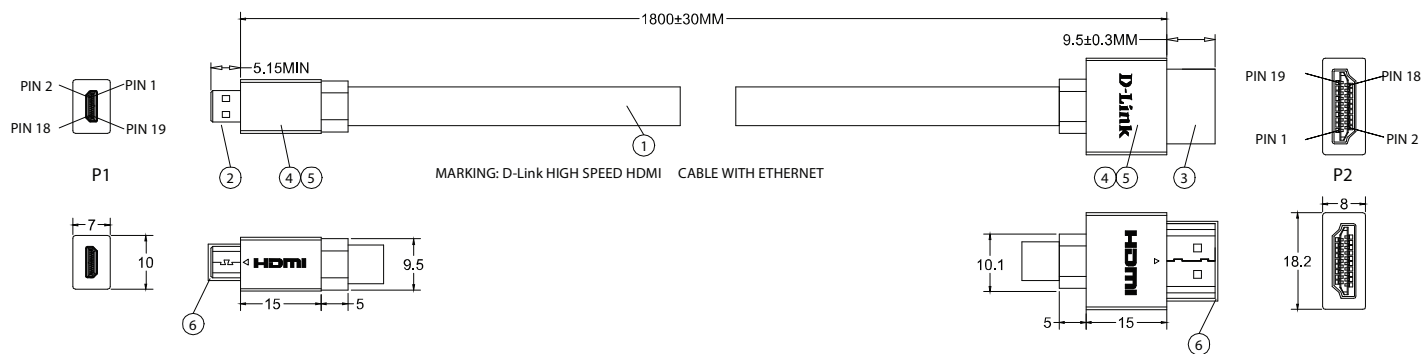 1800±30MM
9.5±0.3MM
5.15MIN
PIN 2 PIN 1
PIN 18 PIN 19
P1
D-Link
PIN 19 PIN 18
PIN 1 PIN 2
P2
1
2
4 5
MARKING: D-Link HIGH SPEED HDMI CABLE WITH ETHERNET
4 5
3
7
10
HDMI
9.5
15
5
6
10.1
HDMI
5
15
6
8
18.2